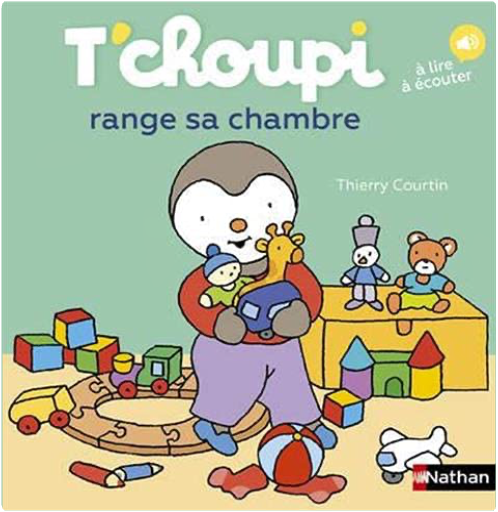 T'choupi
à lire
à écouter
range sa chambre
Thierry Courtin
Nathan